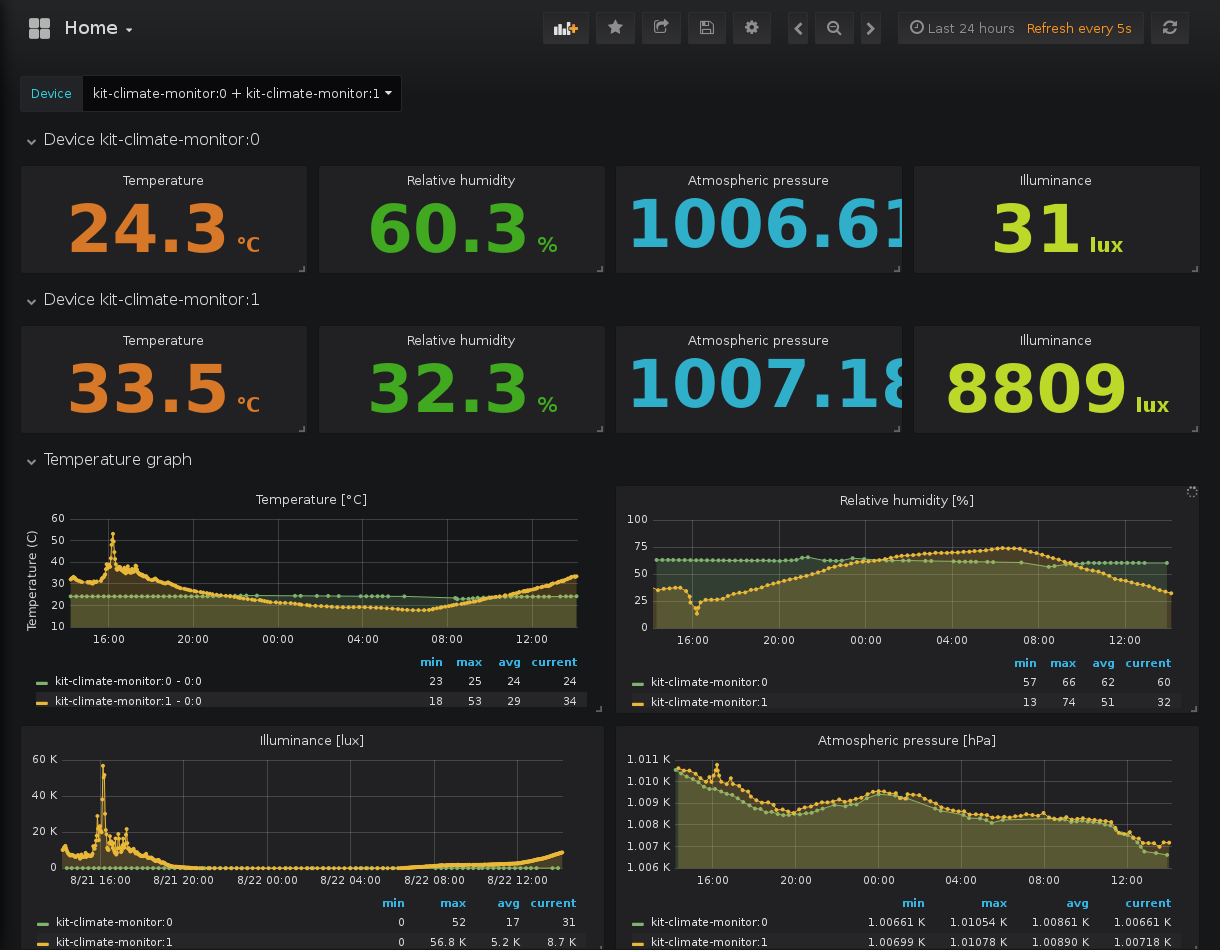 Home
Last 24 hours Refresh every 5s
Device kit-climate-monitor:0 + kit-climate-monitor:1
Device kit-climate-monitor:0
Temperature Relative humidity Atmospheric pressure Illuminance
24.3 °C 60.3 % 1006.61 31 lux
Device kit-climate-monitor:1
Temperature Relative humidity Atmospheric pressure Illuminance
33.5 °C 32.3 % 1007.18 8809 lux
Temperature graph
Temperature [°C]
Temperature (C)
60
50
40
30
20
10
16:00 20:00 00:00 04:00 08:00 12:00
min max avg current
kit-climate-monitor:0 - 0:0 23 25 24 24
kit-climate-monitor:1 - 0:0 18 53 29 34
Relative humidity [%]
100
75
50
25
0
16:00 20:00 00:00 04:00 08:00 12:00
min max avg current
kit-climate-monitor:0 57 66 62 60
kit-climate-monitor:1 13 74 51 32
Illuminance [lux]
60 K
40 K
20 K
0
8/21 16:00 8/21 20:00 8/22 00:00 8/22 04:00 8/22 08:00 8/22 12:00
min max avg current
kit-climate-monitor:0 0 52 17 31
kit-climate-monitor:1 0 56.8 K 5.2 K 8.7 K
Atmospheric pressure [hPa]
1.011 K
1.010 K
1.009 K
1.008 K
1.007 K
1.006 K
16:00 20:00 00:00 04:00 08:00 12:00
min max avg current
kit-climate-monitor:0 1.00661 K 1.01054 K 1.00861 K 1.00661 K
kit-climate-monitor:1 1.00699 K 1.01078 K 1.00890 K 1.00718 K